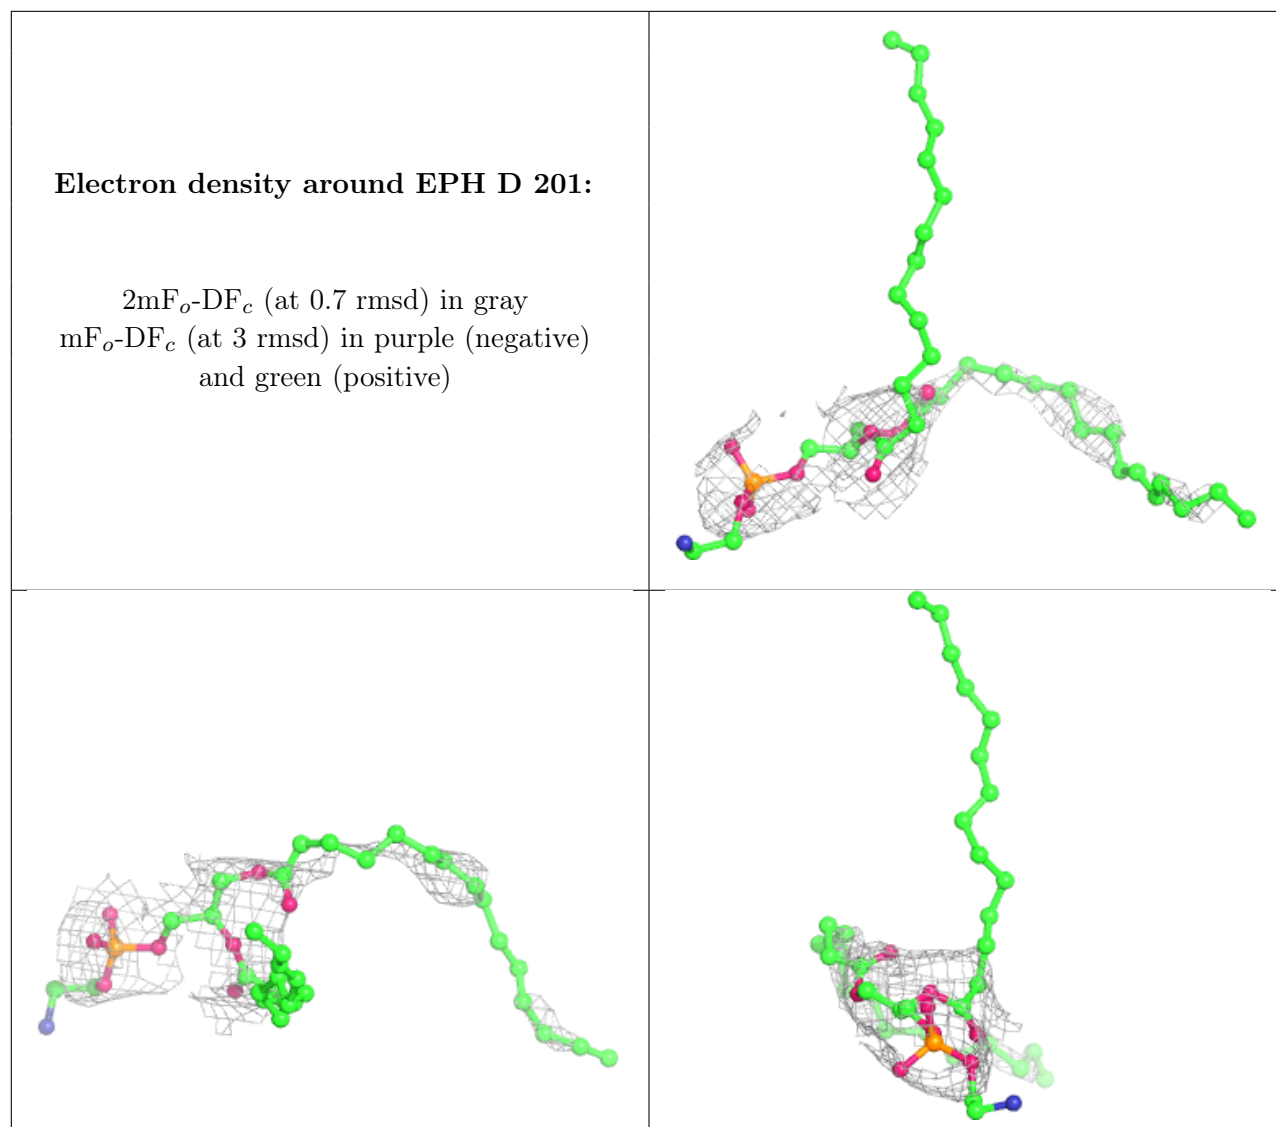 Electron density around EPH D 201:
2mFo-DFc (at 0.7 rmsd) in gray
mFo-DFc (at 3 rmsd) in purple (negative)
and green (positive)